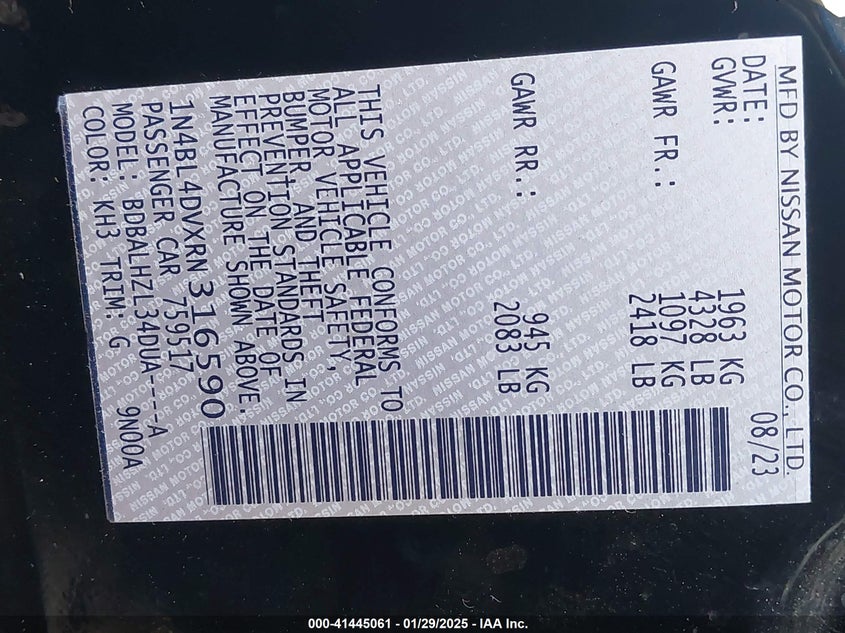 MFD BY NISSAN MOTOR CO., LTD.
DATE: 08/23
GVWR: 1963 KG
4328 LB
GAWR FR.: 1097 KG
2418 LB
GAWR RR.: 945 KG
2083 LB
THIS VEHICLE CONFORMS TO
ALL APPLICABLE FEDERAL
MOTOR VEHICLE SAFETY,
BUMPER, AND THEFT
PREVENTION STANDARDS IN
EFFECT ON THE DATE OF
MANUFACTURE SHOWN ABOVE.
1N4BL4DVXRN316590
PASSENGER CAR 759517
MODEL: BDBALHZL34DUA----A
COLOR: KH3 TRIM: G 9N00A
000-41445061 - 01/29/2025 - IAA Inc.